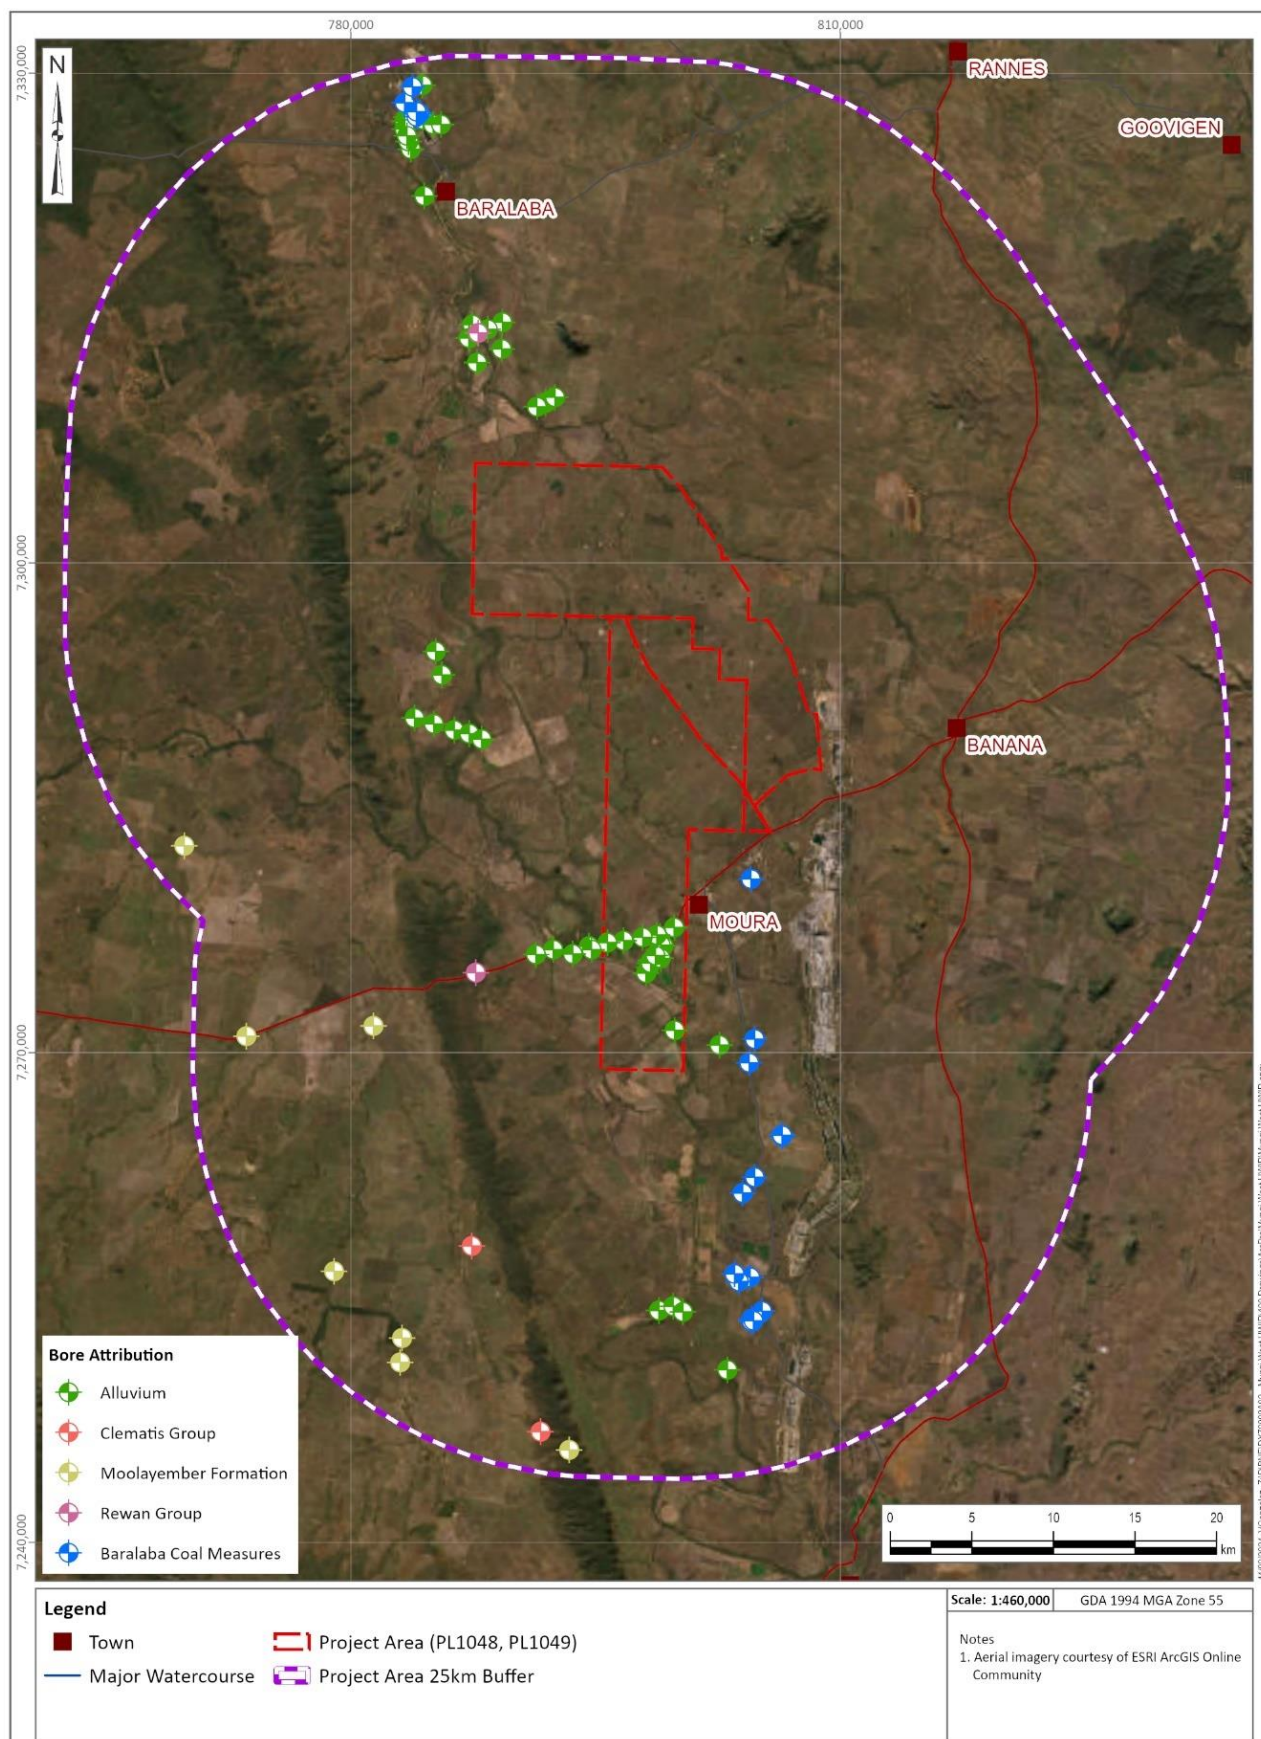 780,000
810,000
7,330,000
N
RANNES
GOOVIGEN
BARALABA
7,300,000
BANANA
MOURA
7,270,000
7,240,000
Bore Attribution
Alluvium
Clematis Group
Moolayember Formation
Rewan Group
Baralaba Coal Measures
0 5 10 15 20
km
Legend
Town
Major Watercourse
Project Area (PL1048, PL1049)
Project Area 25km Buffer
Scale: 1:460,000
GDA 1994 MGA Zone 55
Notes
1. Aerial imagery courtesy of ESRI ArcGIS Online
Community